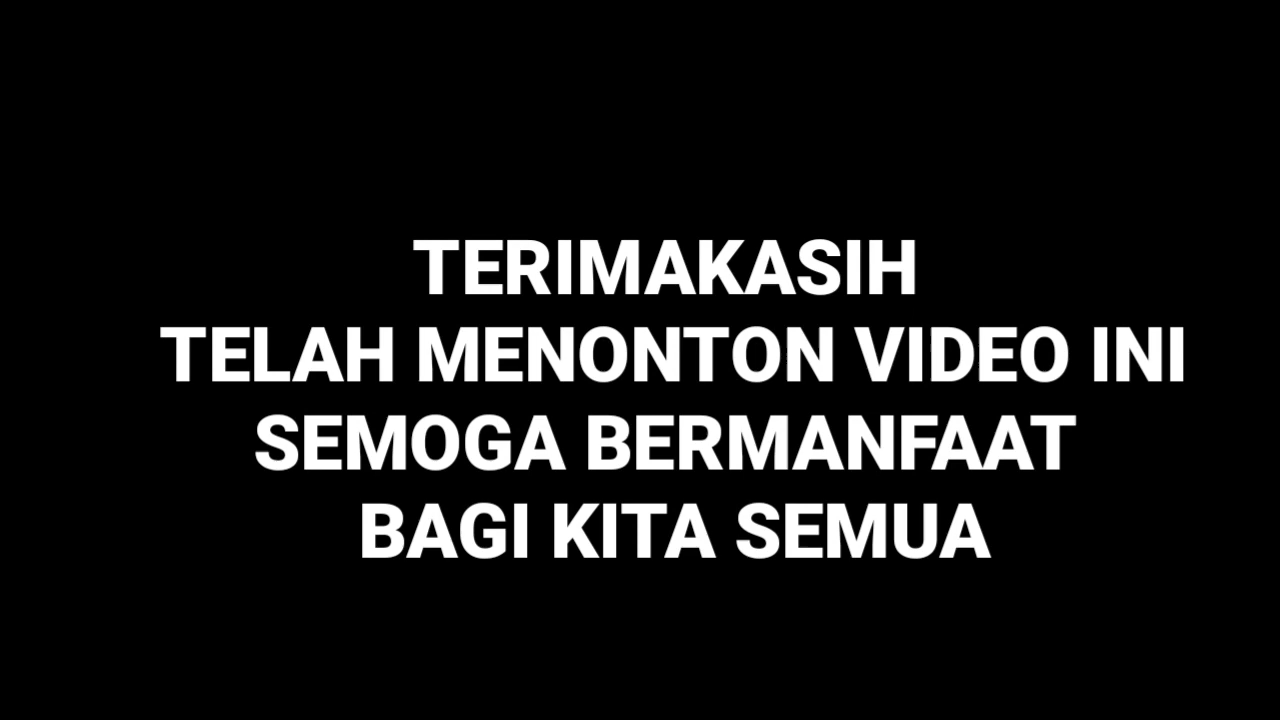 TERIMAKASIH
TELAH MENONTON VIDEO INI
SEMOGA BERMANFAAT
BAGI KITA SEMUA